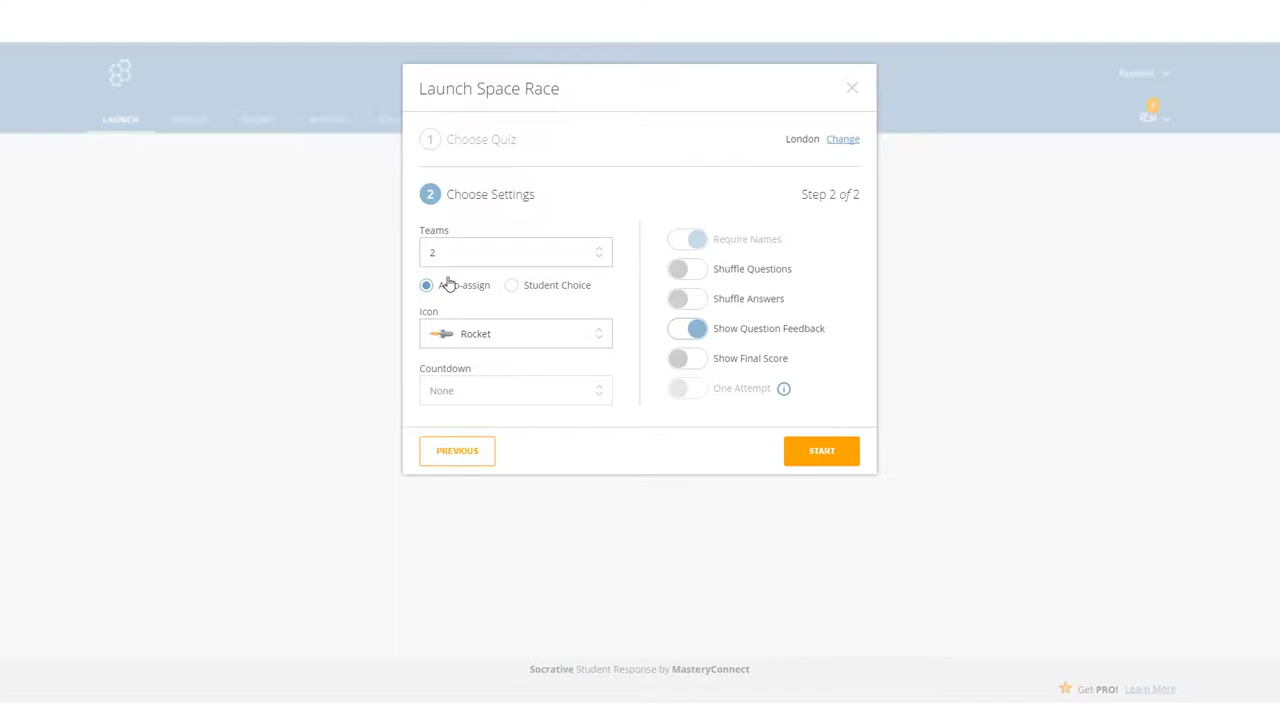 LAUNCH
Launch Space Race
1 Choose Quiz
London Change
2 Choose Settings
Step 2 of 2
Teams
2
Student Choice
Icon
Rocket
Countdown
None
Require Names
Shuffle Questions
Shuffle Answers
Show Question Feedback
Show Final Score
One Attempt i
PREVIOUS
START
Socrative Student Response by MasteryConnect
Get PRO! Learn More